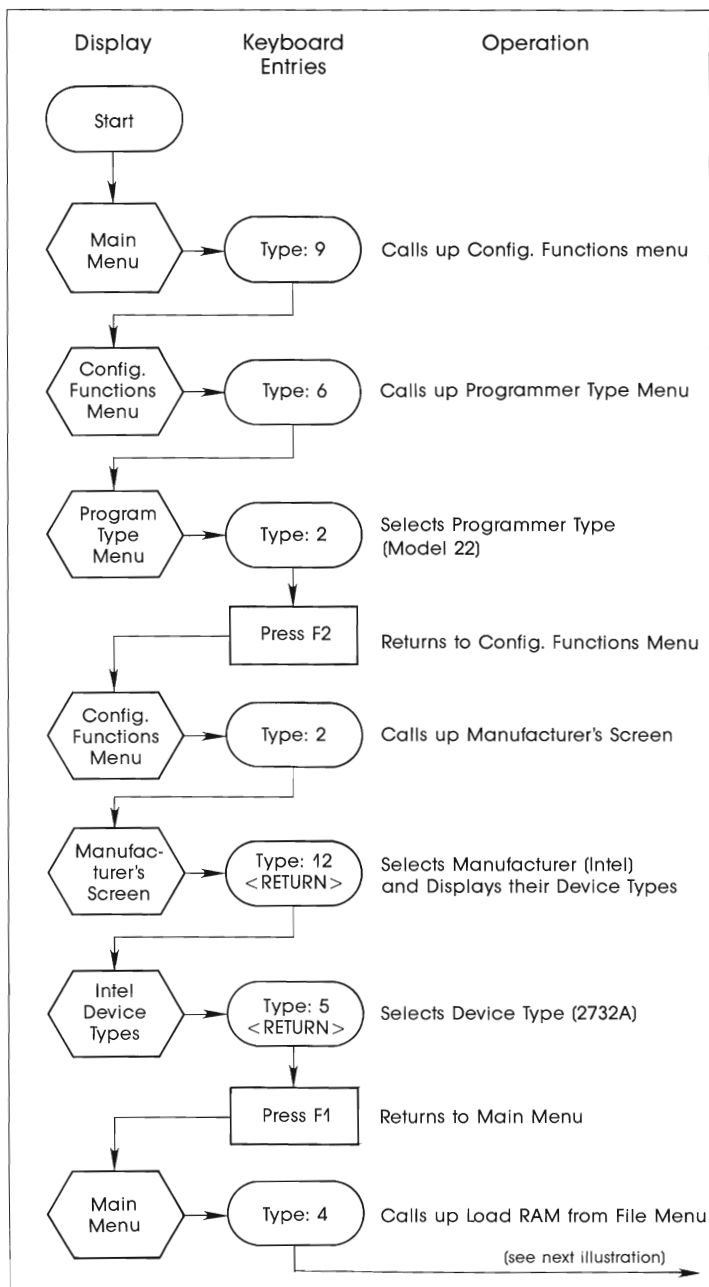 Display
Keyboard
Entries
Operation
Start
Main
Menu
Type: 9
Calls up Config. Functions menu
Config.
Functions
Menu
Type: 6
Calls up Programmer Type Menu
Program
Type
Menu
Type: 2
Selects Programmer Type
(Model 22)
Press F2
Returns to Config. Functions Menu
Config.
Functions
Menu
Type: 2
Calls up Manufacturer's Screen
Manufac-
turer's
Screen
Type: 12
<RETURN>
Selects Manufacturer (Intel)
and Displays their Device Types
Intel
Device
Types
Type: 5
<RETURN>
Selects Device Type (2732A)
Press F1
Returns to Main Menu
Main
Menu
Type: 4
Calls up Load RAM from File Menu
(see next illustration)